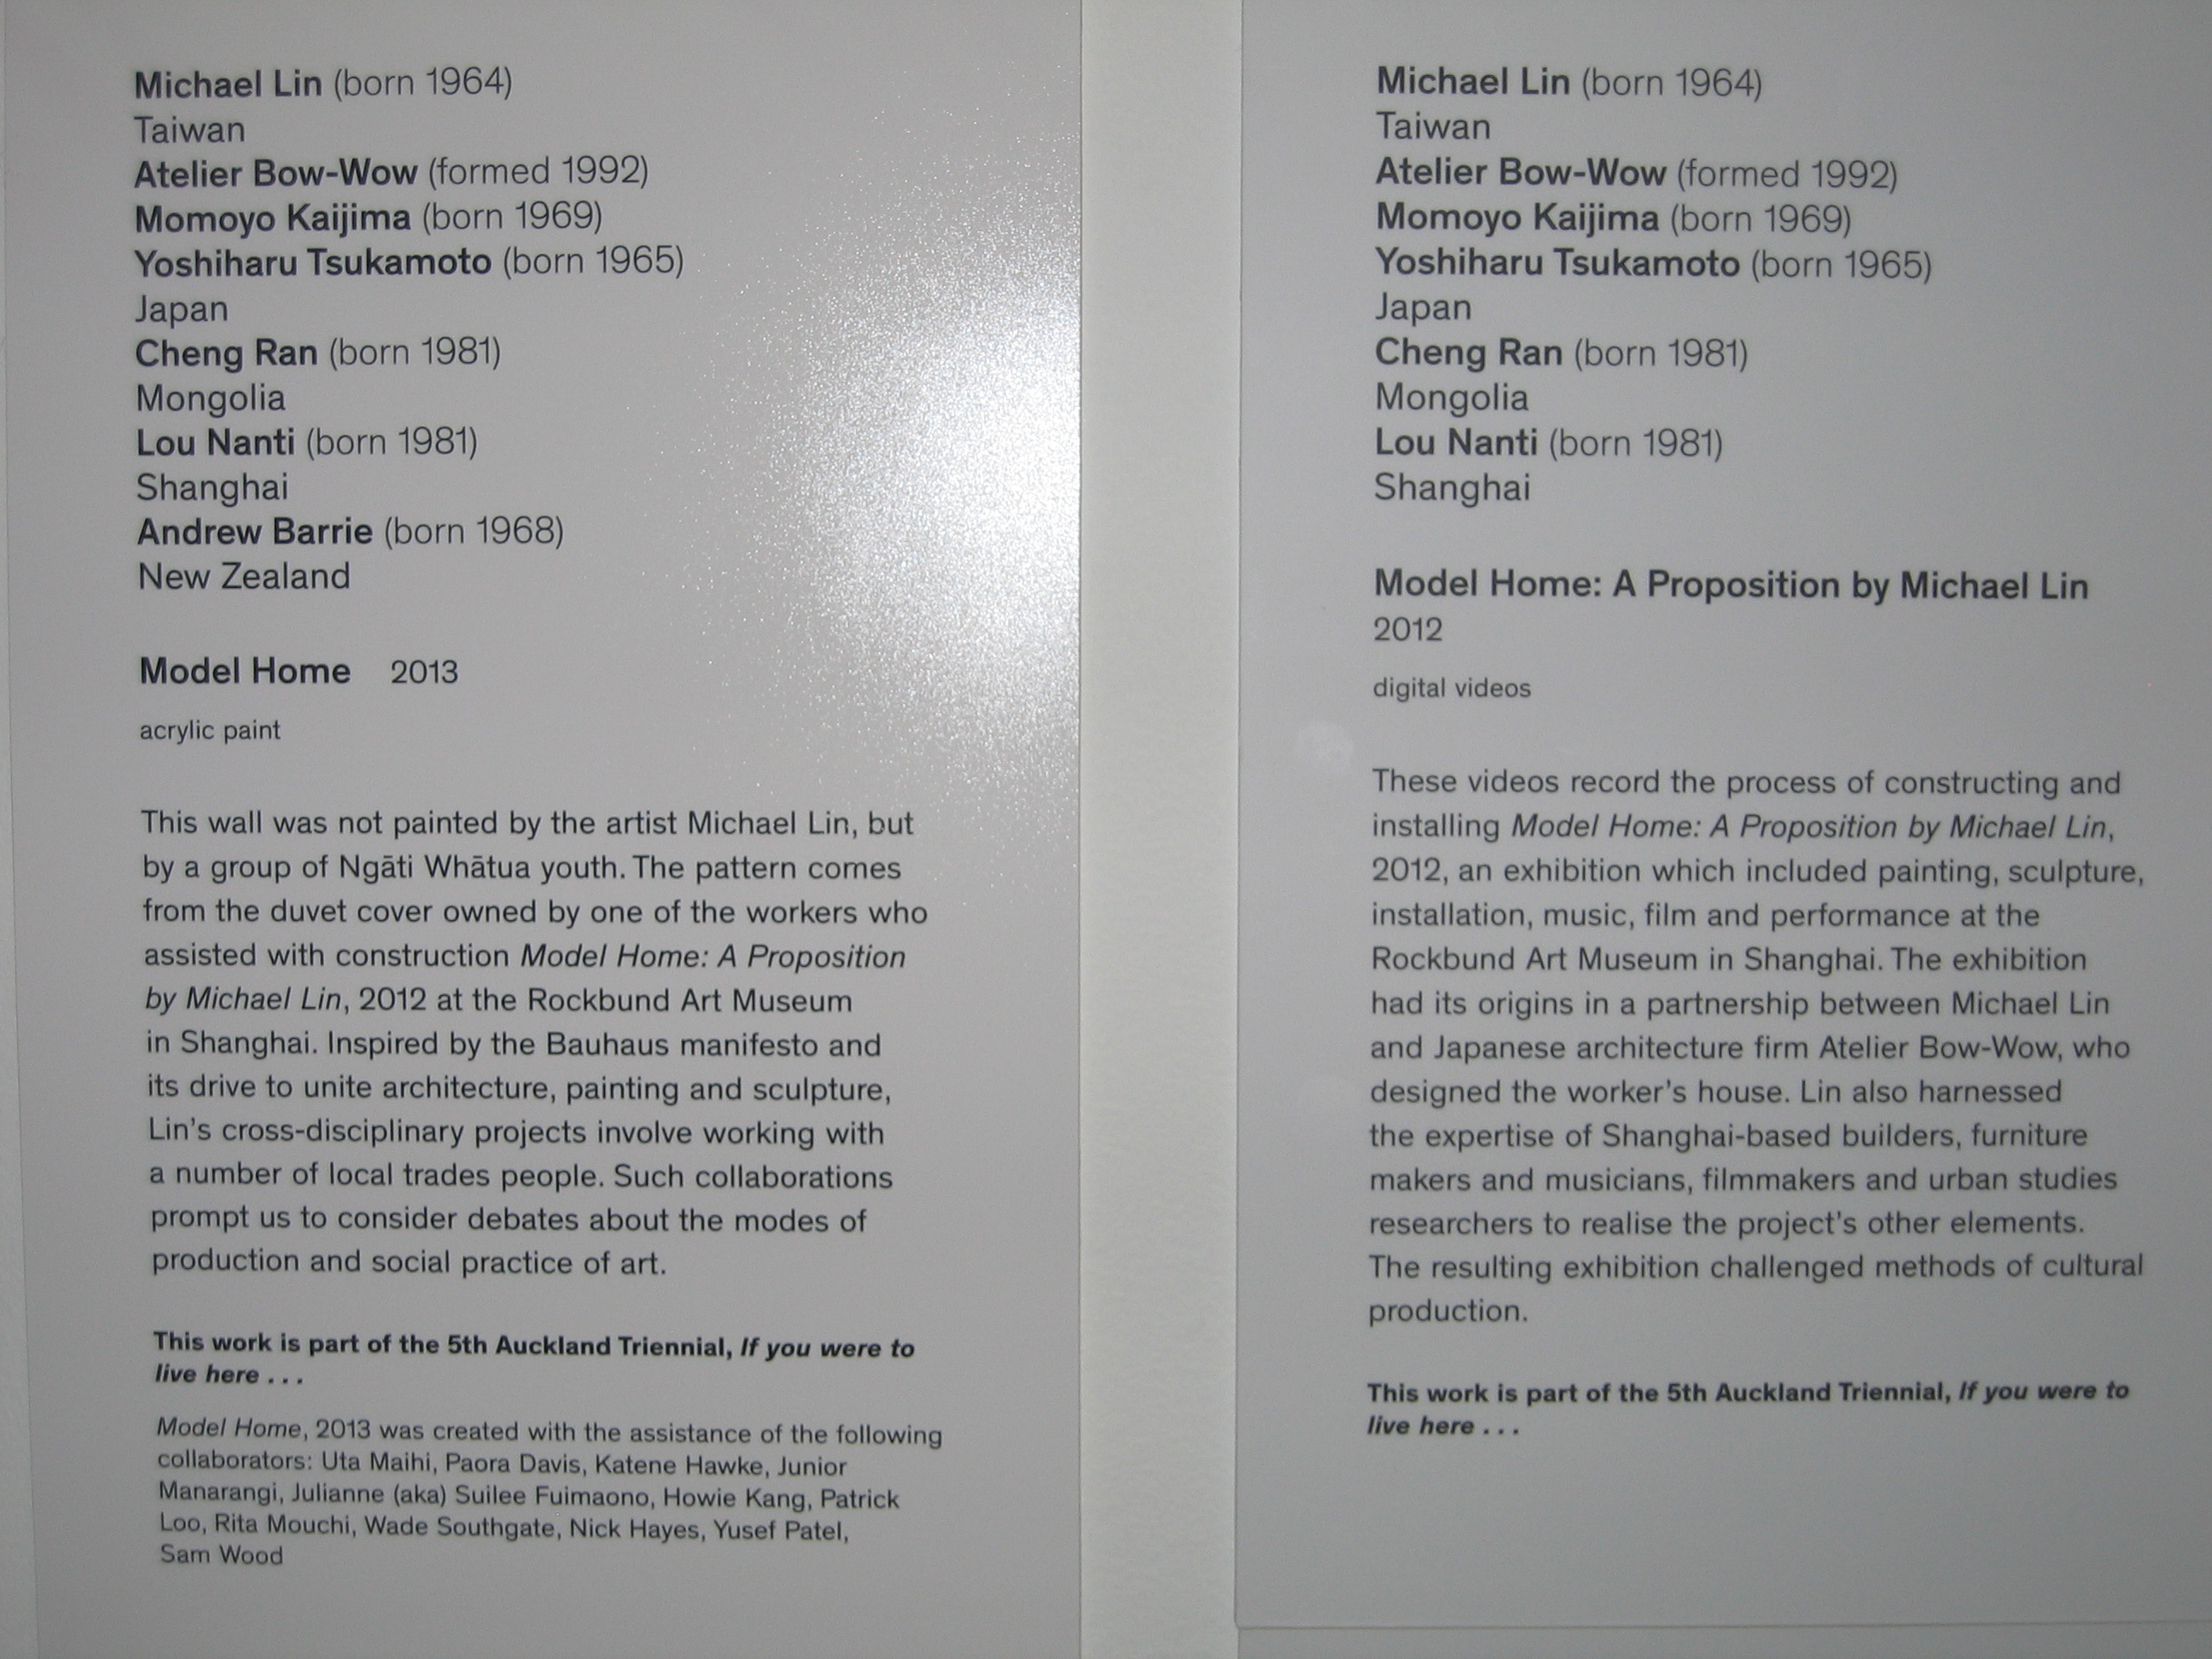 Michael Lin (born 1964)
Taiwan
Atelier Bow-Wow (formed 1992)
Momoyo Kaijima (born 1969)
Yoshiharu Tsukamoto (born 1965)
Japan
Cheng Ran (born 1981)
Mongolia
Lou Nanti (born 1981)
Shanghai
Andrew Barrie (born 1968)
New Zealand
Model Home 2013
acrylic paint
This wall was not painted by the artist Michael Lin, but
by a group of Ngāti Whātua youth. The pattern comes
from the duvet cover owned by one of the workers who
assisted with construction Model Home: A Proposition
by Michael Lin, 2012 at the Rockbund Art Museum
in Shanghai. Inspired by the Bauhaus manifesto and
its drive to unite architecture, painting and sculpture,
Lin's cross-disciplinary projects involve working with
a number of local trades people. Such collaborations
prompt us to consider debates about the modes of
production and social practice of art.
This work is part of the 5th Auckland Triennial, If you were to
live here . . .
Model Home, 2013 was created with the assistance of the following
collaborators: Uta Maihi, Paora Davis, Katene Hawke, Junior
Manarangi, Julianne (aka) Suilee Fuimaono, Howie Kang, Patrick
Loo, Rita Mouchi, Wade Southgate, Nick Hayes, Yusef Patel,
Sam Wood
Michael Lin (born 1964)
Taiwan
Atelier Bow-Wow (formed 1992)
Momoyo Kaijima (born 1969)
Yoshiharu Tsukamoto (born 1965)
Japan
Cheng Ran (born 1981)
Mongolia
Lou Nanti (born 1981)
Shanghai
Model Home: A Proposition by Michael Lin
2012
digital videos
These videos record the process of constructing and
installing Model Home: A Proposition by Michael Lin,
2012, an exhibition which included painting, sculpture,
installation, music, film and performance at the
Rockbund Art Museum in Shanghai. The exhibition
had its origins in a partnership between Michael Lin
and Japanese architecture firm Atelier Bow-Wow, who
designed the worker's house. Lin also harnessed
the expertise of Shanghai-based builders, furniture
makers and musicians, filmmakers and urban studies
researchers to realise the project's other elements.
The resulting exhibition challenged methods of cultural
production.
This work is part of the 5th Auckland Triennial, If you were to
live here . . .